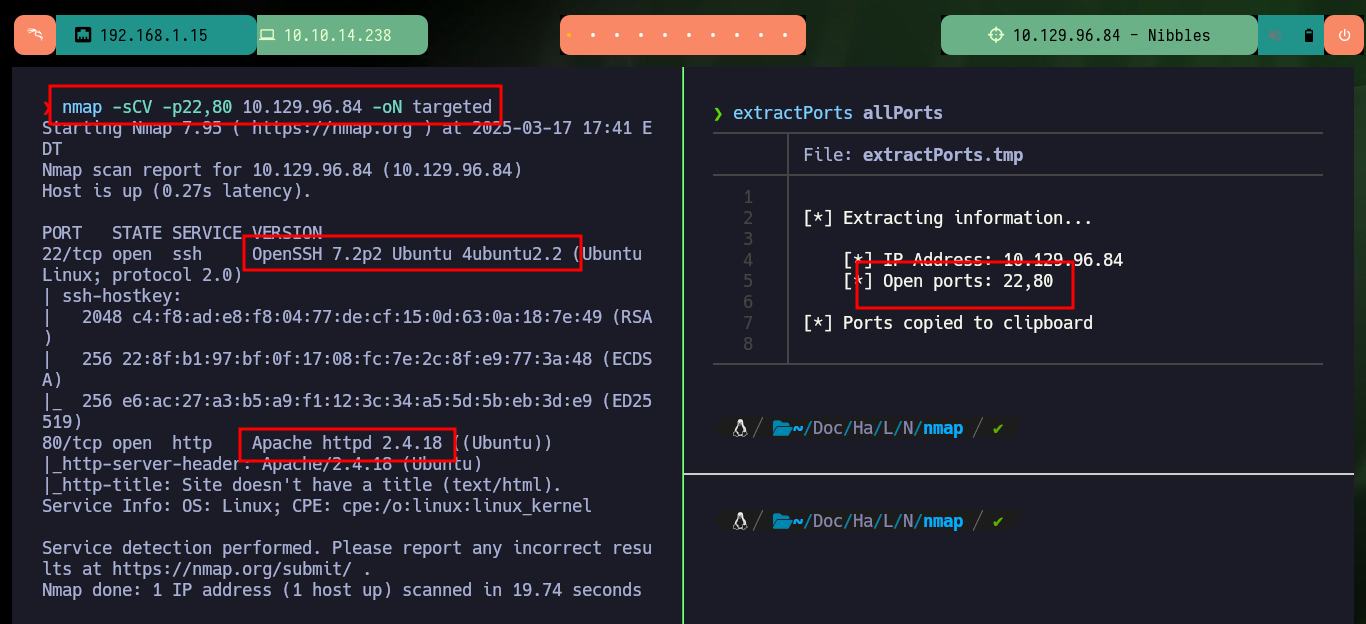 192.168.1.15
10.10.14.238
10.129.96.84 - Nibbles
❯ nmap -sCV -p22,80 10.129.96.84 -oN targeted
Starting Nmap 7.95 ( https://nmap.org ) at 2025-03-17 17:41 E
DT
Nmap scan report for 10.129.96.84 (10.129.96.84)
Host is up (0.27s latency).
PORT   STATE SERVICE VERSION
22/tcp open  ssh     OpenSSH 7.2p2 Ubuntu 4ubuntu2.2 (Ubuntu
Linux; protocol 2.0)
| ssh-hostkey:
|   2048 c4:f8:ad:e8:f8:04:77:de:cf:15:0d:63:0a:18:7e:49 (RSA
)
|   256 22:8f:b1:97:bf:0f:17:08:fc:7e:2c:8f:e9:77:3a:48 (ECDS
A)
|_  256 e6:ac:27:a3:b5:a9:f1:12:3c:34:a5:5d:5b:eb:3d:e9 (ED25
519)
80/tcp open  http    Apache httpd 2.4.18 ((Ubuntu))
|_http-server-header: Apache/2.4.18 (Ubuntu)
|_http-title: Site doesn't have a title (text/html).
Service Info: OS: Linux; CPE: cpe:/o:linux:linux_kernel
Service detection performed. Please report any incorrect resu
lts at https://nmap.org/submit/ .
Nmap done: 1 IP address (1 host up) scanned in 19.74 seconds
❯ extractPorts allPorts
File: extractPorts.tmp
1
2 [*] Extracting information...
3
4 [*] IP Address: 10.129.96.84
5 [*] Open ports: 22,80
6
7 [*] Ports copied to clipboard
8
~/Doc/Ha/L/N/nmap / ✔
~/Doc/Ha/L/N/nmap / ✔